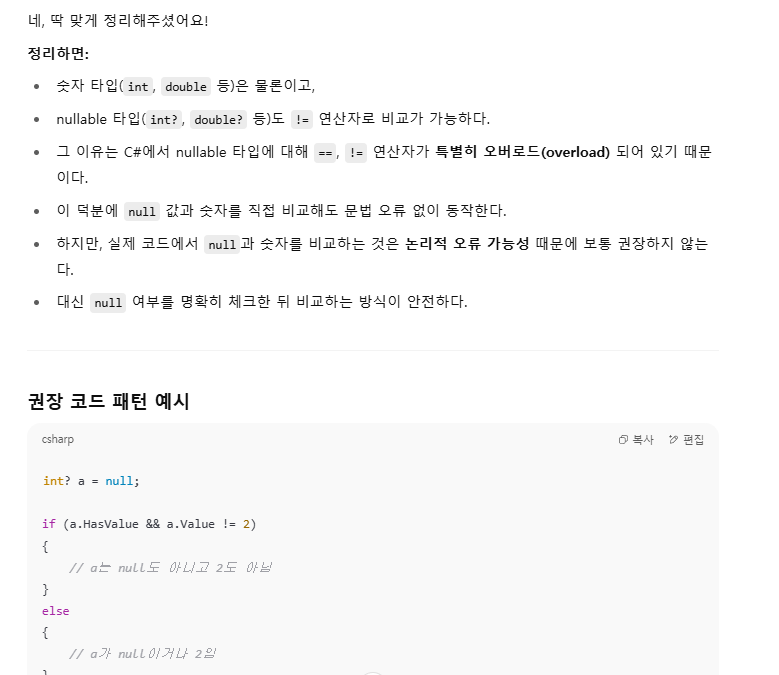 네, 딱 맞게 정리해주셨어요!
정리하면:
숫자 타입(int, double 등)은 물론이고,
nullable 타입(int?, double? 등)도 != 연산자로 비교가 가능하다.
그 이유는 C#에서 nullable 타입에 대해 ==, != 연산자가 특별히 오버로드(overload) 되어 있기 때문
이다.
이 덕분에 null 값과 숫자를 직접 비교해도 문법 오류 없이 동작한다.
하지만, 실제 코드에서 null과 숫자를 비교하는 것은 논리적 오류 가능성 때문에 보통 권장하지 않는
다.
대신 null 여부를 명확히 체크한 뒤 비교하는 방식이 안전하다.
권장 코드 패턴 예시
csharp 복사 편집
int? a = null;
if (a.HasValue && a.Value != 2)
{
// a는 null도 아니고 2도 아님
}
else
{
// a가 null이거나 2임
}